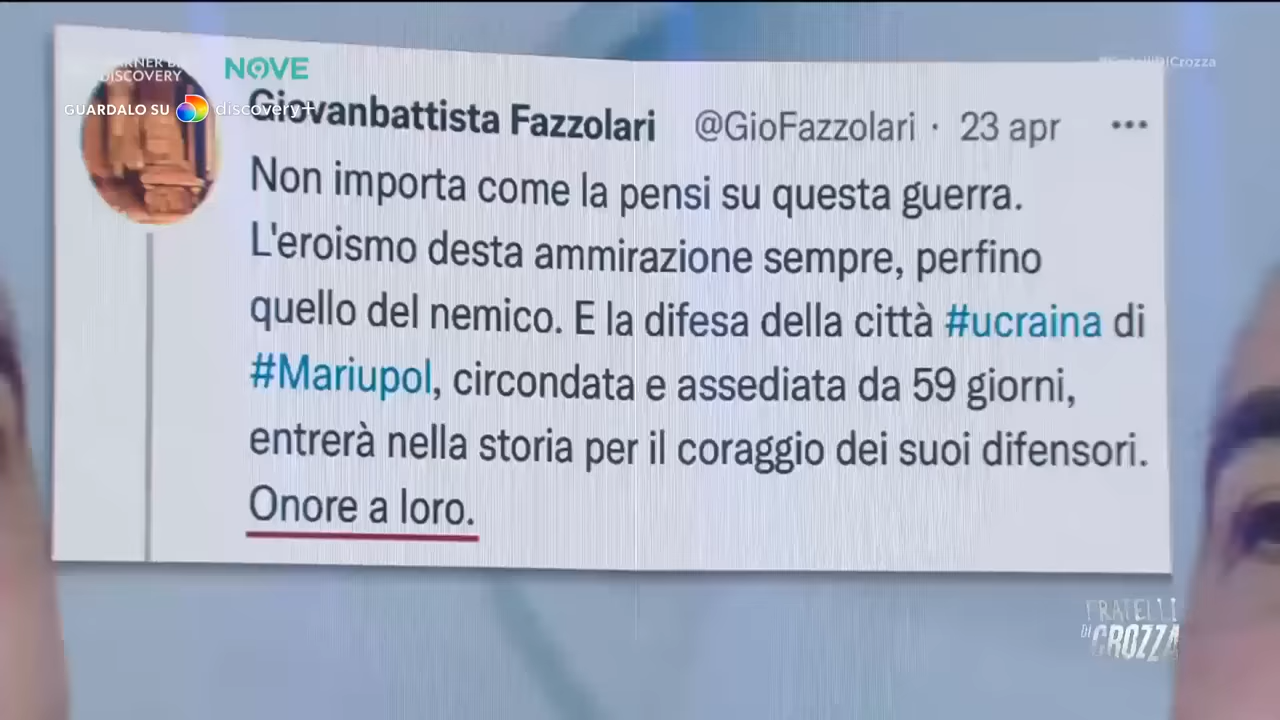 DISCOVERY
NOVE
GUARDALO SU discovery+
Giovanbattista Fazzolari @GioFazzolari · 23 apr ···
Non importa come la pensi su questa guerra.
L'eroismo desta ammirazione sempre, perfino
quello del nemico. E la difesa della città #ucraina di
#Mariupol, circondata e assediata da 59 giorni,
entrerà nella storia per il coraggio dei suoi difensori.
Onore a loro.
FRATELLI
DI CROZZA